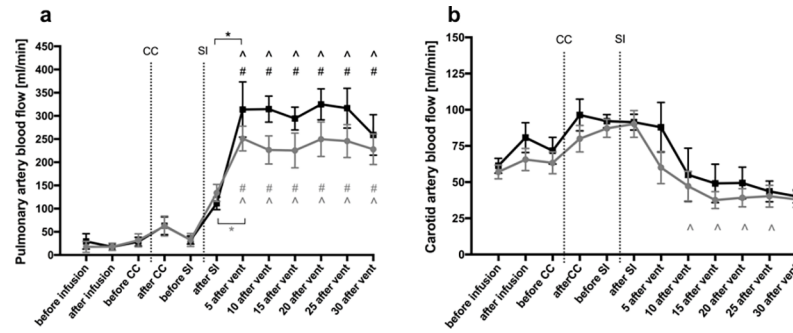 a
Pulmonary artery blood flow [ml/min]
450
400
350
300
250
200
150
100
50
0
CC
SI
*
^ ^ ^ ^ ^ ^
# # # # # #
# # # # # #
^ ^ ^ ^ ^ ^
*
before infusion
after infusion
before CC
after CC
before SI
after SI
5 after vent
10 after vent
15 after vent
20 after vent
25 after vent
30 after vent
b
Carotid artery blood flow [ml/min]
150
125
100
75
50
25
0
CC
SI
^ ^ ^ ^
before infusion
after infusion
before CC
afterCC
before SI
after SI
5 after vent
10 after vent
15 after vent
20 after vent
25 after vent
30 after vent